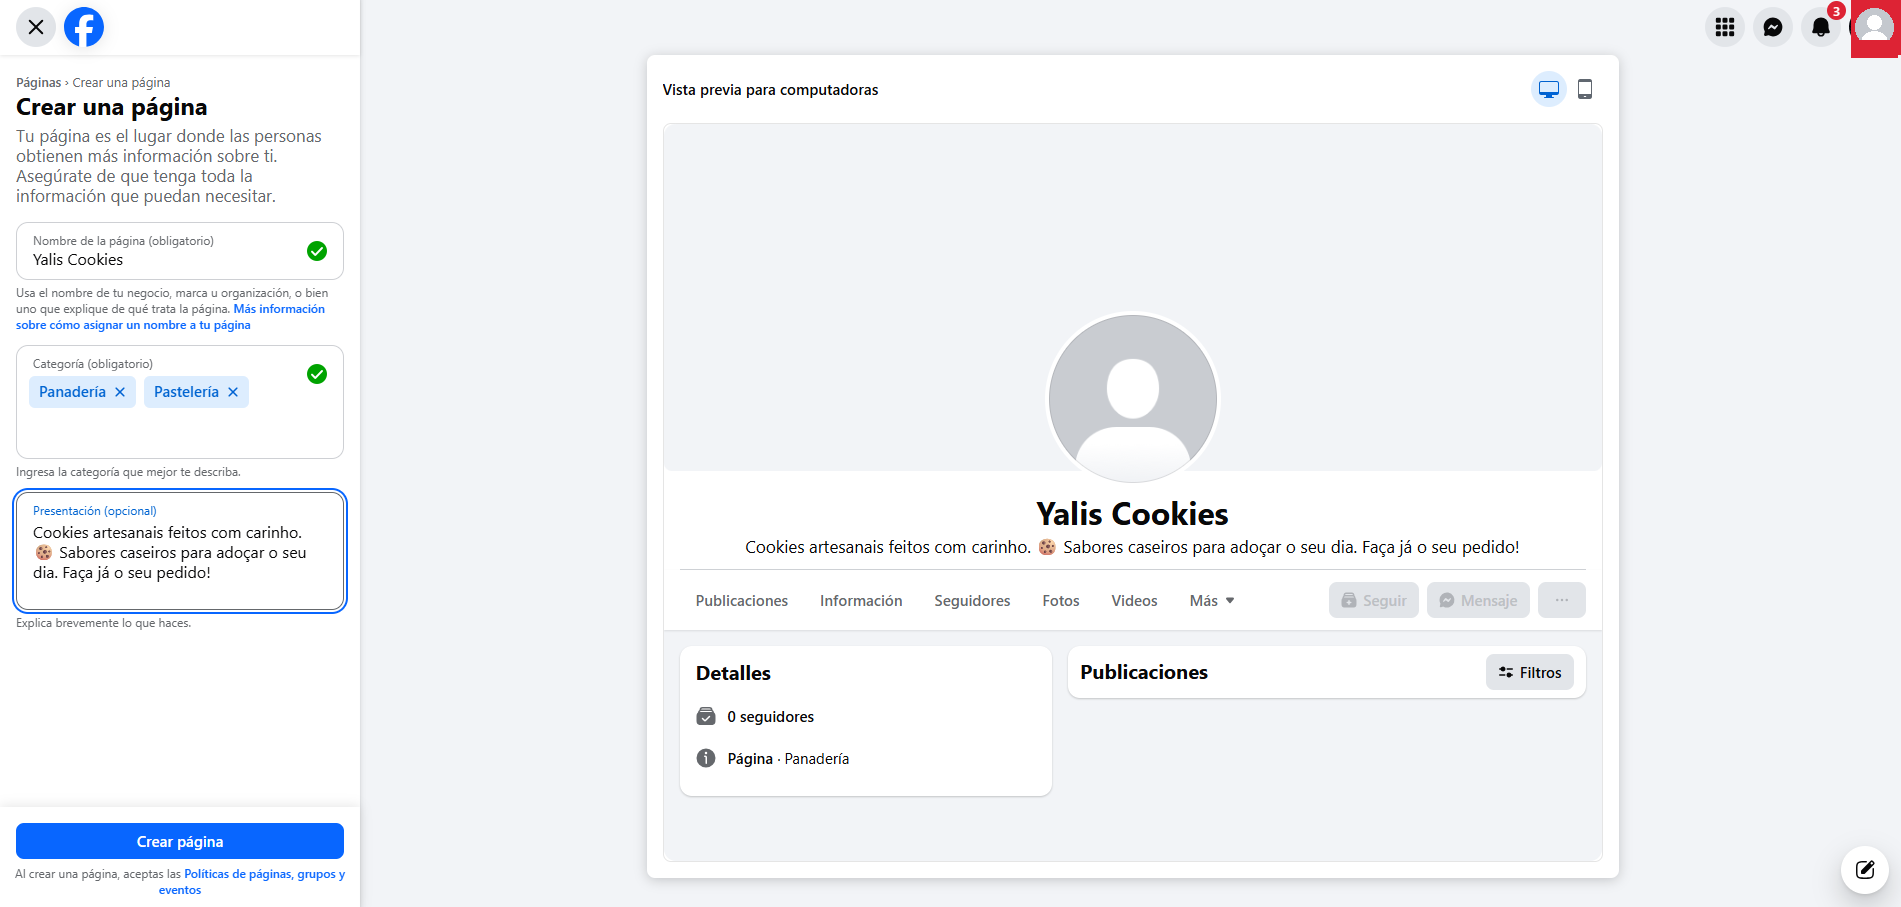 3
Páginas › Crear una página
Crear una página
Tu página es el lugar donde las personas
obtienen más información sobre ti.
Asegúrate de que tenga toda la
información que puedan necesitar.
Nombre de la página (obligatorio)
Yalis Cookies
Usa el nombre de tu negocio, marca u organización, o bien
uno que explique de qué trata la página. Más información
sobre cómo asignar un nombre a tu página
Categoría (obligatorio)
Panadería
Pastelería
Ingresa la categoría que mejor te describa.
Presentación (opcional)
Cookies artesanais feitos com carinho.
🍪 Sabores caseiros para adoçar o seu
dia. Faça já o seu pedido!
Explica brevemente lo que haces.
Crear página
Al crear una página, aceptas las Políticas de páginas, grupos y
eventos
Vista previa para computadoras
Yalis Cookies
Cookies artesanais feitos com carinho. 🍪 Sabores caseiros para adoçar o seu dia. Faça já o seu pedido!
Publicaciones Información Seguidores Fotos Videos Más Seguir Mensaje
Detalles
0 seguidores
Página · Panadería
Publicaciones
Filtros